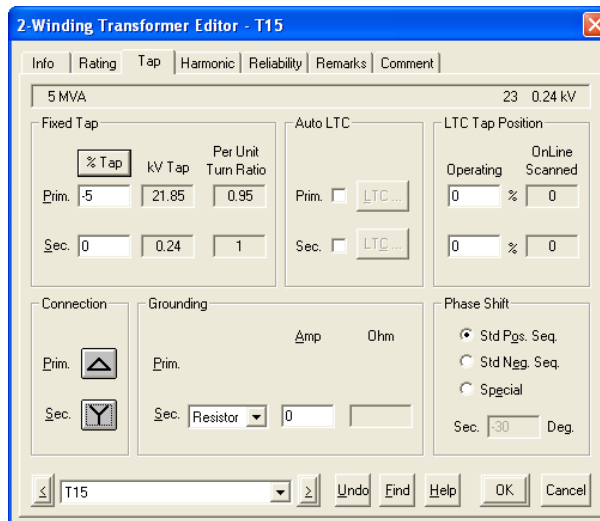 2-Winding Transformer Editor - T15
Info Rating Tap Harmonic Reliability Remarks Comment
5 MVA 23 0.24 kV
Fixed Tap Auto LTC LTC Tap Position
% Tap kV Tap Per Unit Turn Ratio Operating OnLine Scanned
Prim. -5 21.85 0.95 Prim. LTC ... 0 % 0
Sec. 0 0.24 1 Sec. LTC ... 0 % 0
Connection Grounding Phase Shift
Amp Ohm Std Pos. Seq.
Prim. Prim. Std Neg. Seq.
Special
Sec. Sec. Resistor 0 Sec. -30 Deg.
< T15 > Undo Find Help OK Cancel